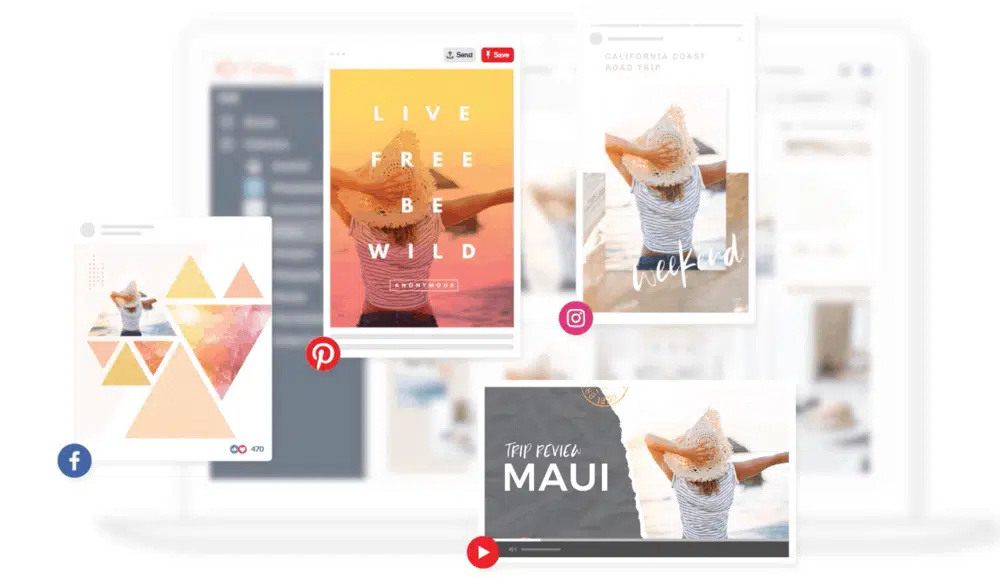 Send
Save
LIVE
FREE
BE
WILD
ANONYMOUS
CALIFORNIA COAST
ROAD TRIP
weekend
470
TRIP REVIEW
MAUI